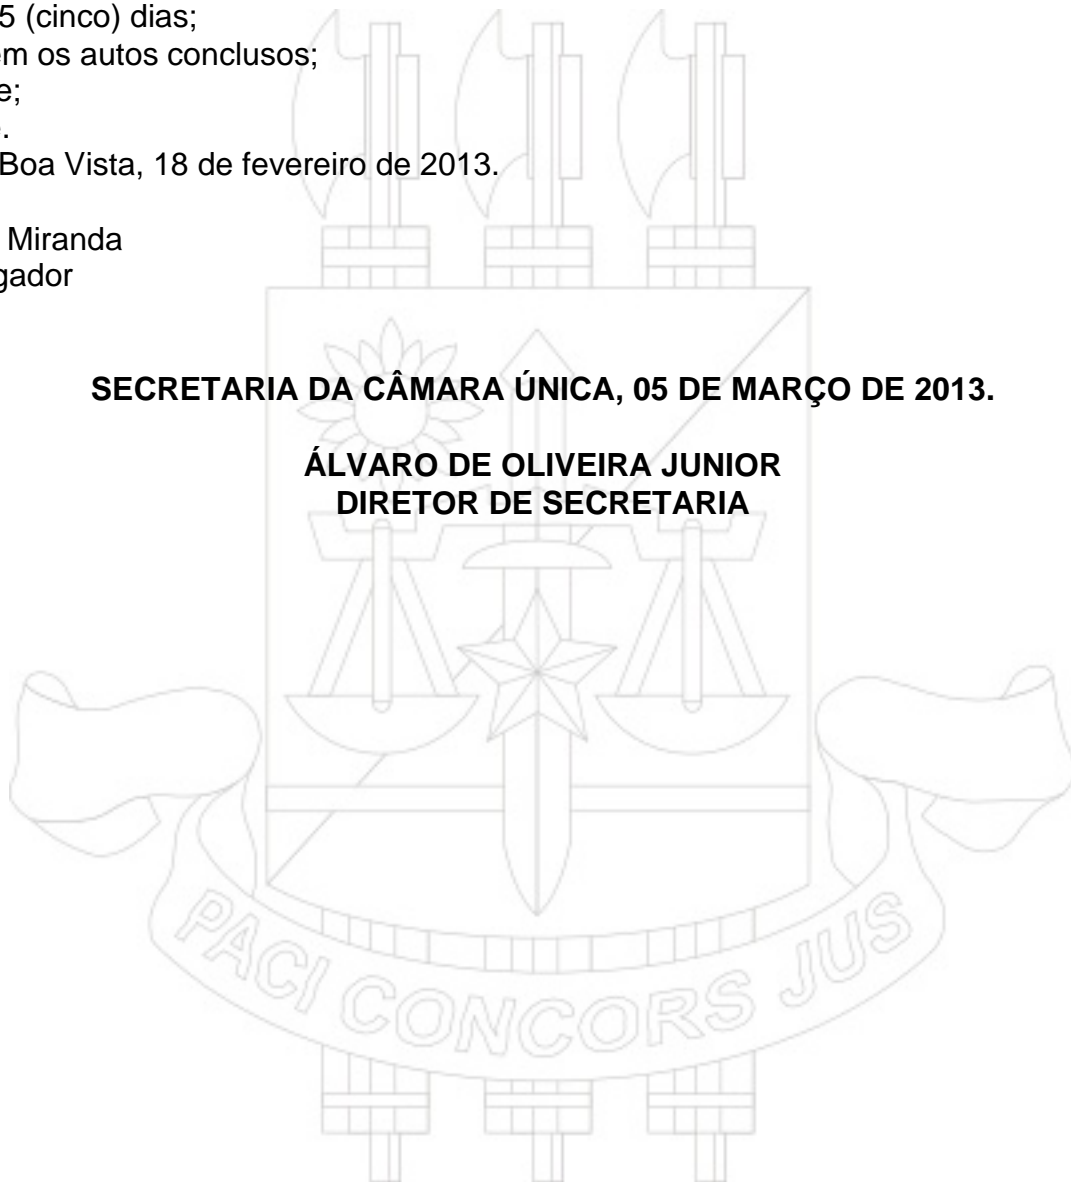 5 (cinco) dias;
em os autos conclusos;
e;
Boa Vista, 18 de fevereiro de 2013.
Miranda
gador
SECRETARIA DA CÂMARA ÚNICA, 05 DE MARÇO DE 2013.
ÁLVARO DE OLIVEIRA JUNIOR
DIRETOR DE SECRETARIA
PACI CONCORS JUS